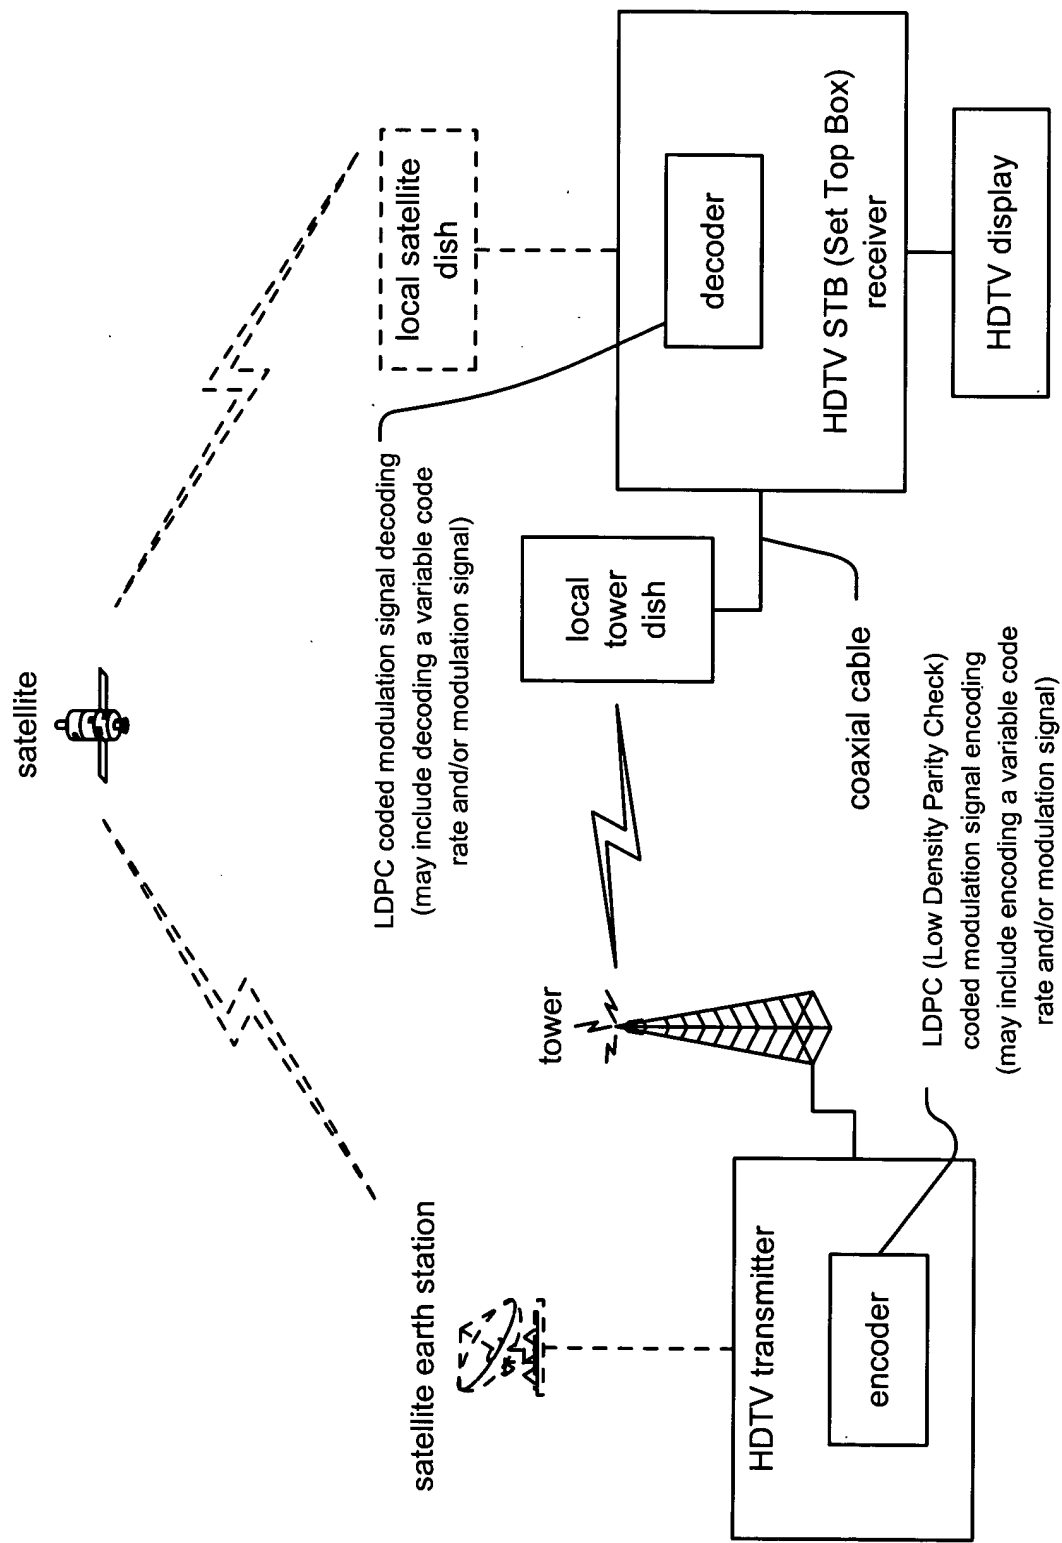 satellite
satellite earth station
local satellite
dish
LDPC coded modulation signal decoding
(may include decoding a variable code
rate and/or modulation signal)
tower
local
tower
dish
decoder
HDTV STB (Set Top Box)
receiver
HDTV transmitter
encoder
coaxial cable
LDPC (Low Density Parity Check)
coded modulation signal encoding
(may include encoding a variable code
rate and/or modulation signal)
HDTV display